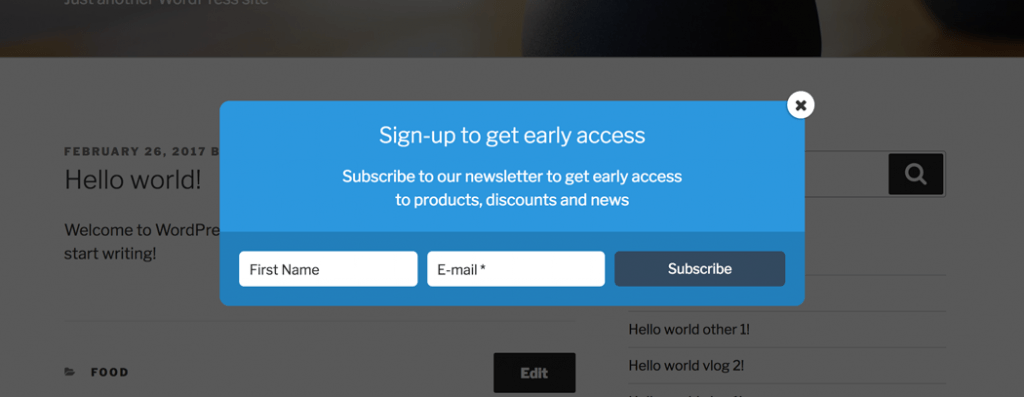 Just another WordPress site
Sign-up to get early access
Subscribe to our newsletter to get early access
to products, discounts and news
First Name
E-mail *
Subscribe
FEBRUARY 26, 2017 B
Hello world!
Welcome to WordPre
start writing!
FOOD
Edit
Hello world other 1!
Hello world vlog 2!